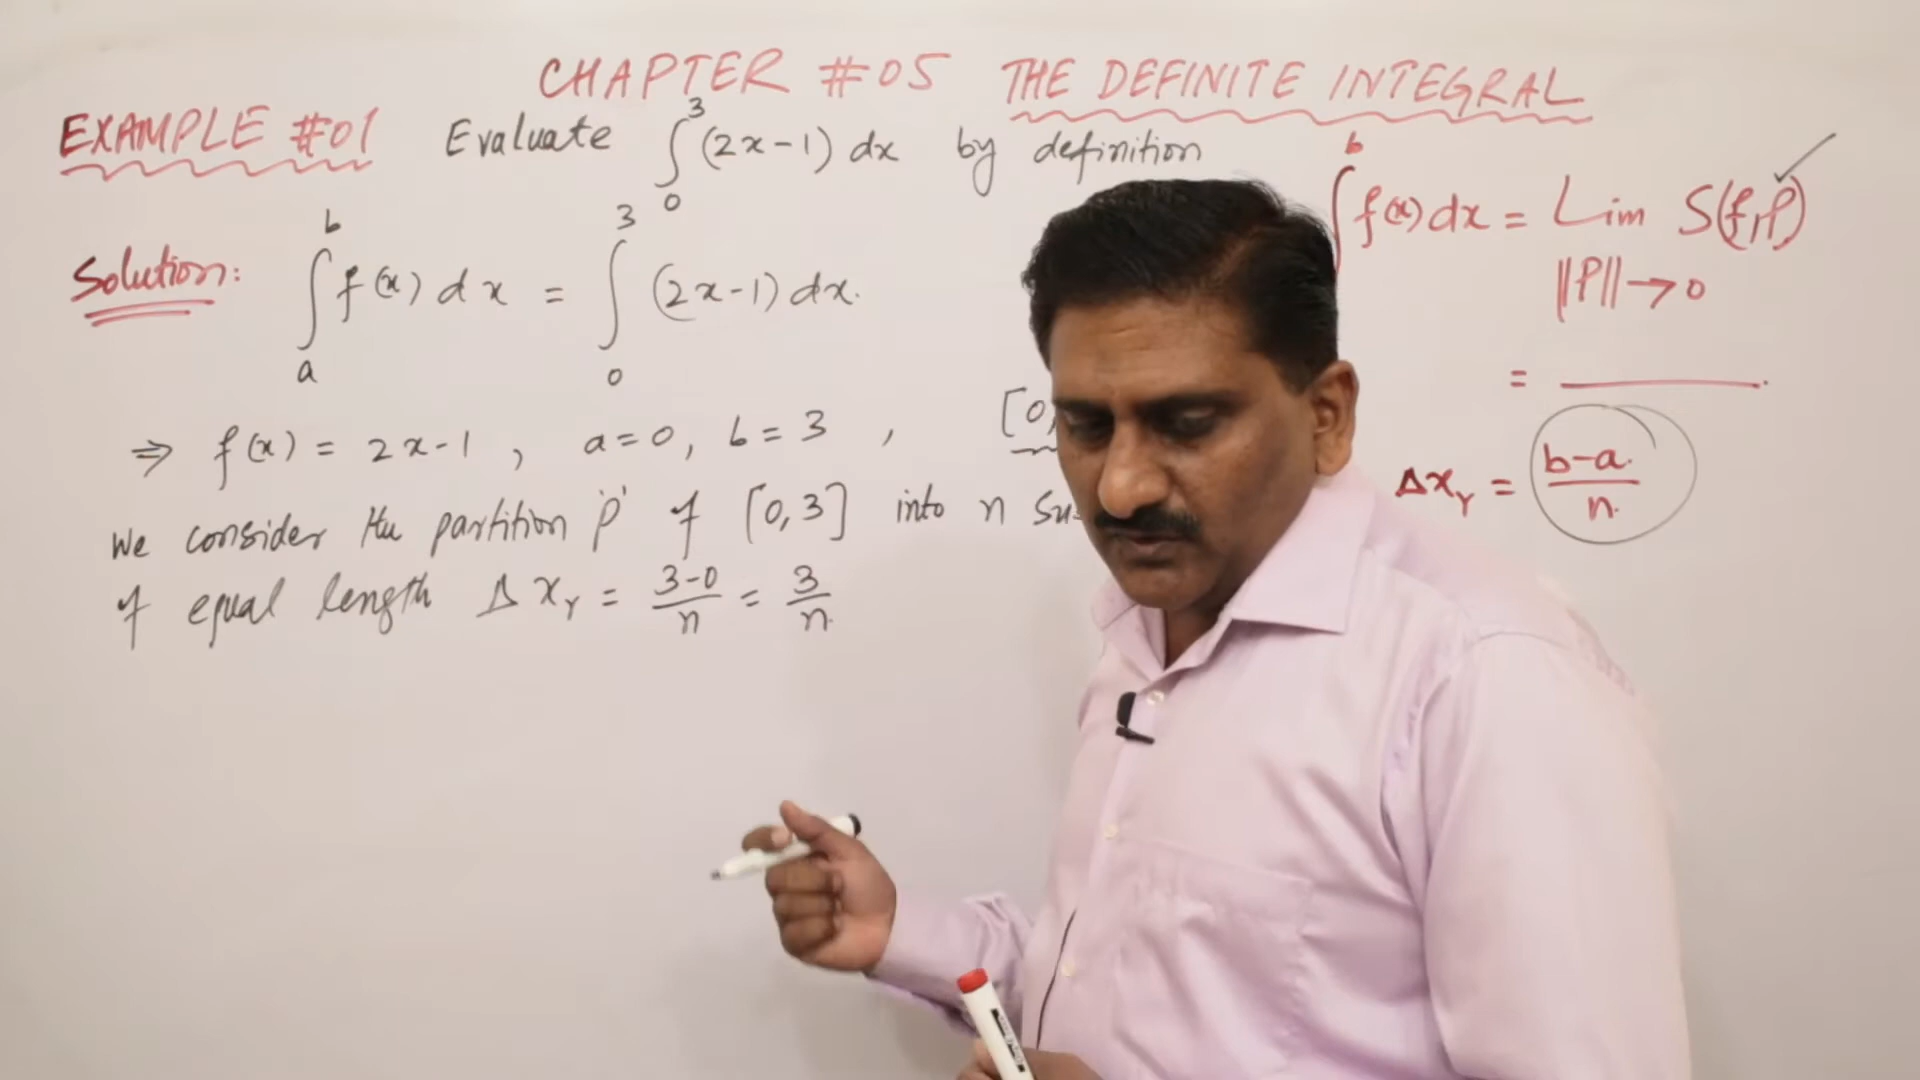 CHAPTER #05 THE DEFINITE INTEGRAL
EXAMPLE #01 Evaluate ∫₀³ (2x-1) dx by definition
Solution: ∫ₐᵇ f(x) dx = ∫₀³ (2x-1) dx.
⇒ f(x) = 2x-1 , a=0, b=3 , [0,
We consider the partition 'p' of [0,3] into n
of equal length Δxᵣ = (3-0)/n = 3/n.
∫ᵇ f(x) dx = Lim S(f,P)
||P||→0
= .
Δxᵣ = (b-a.)/n.